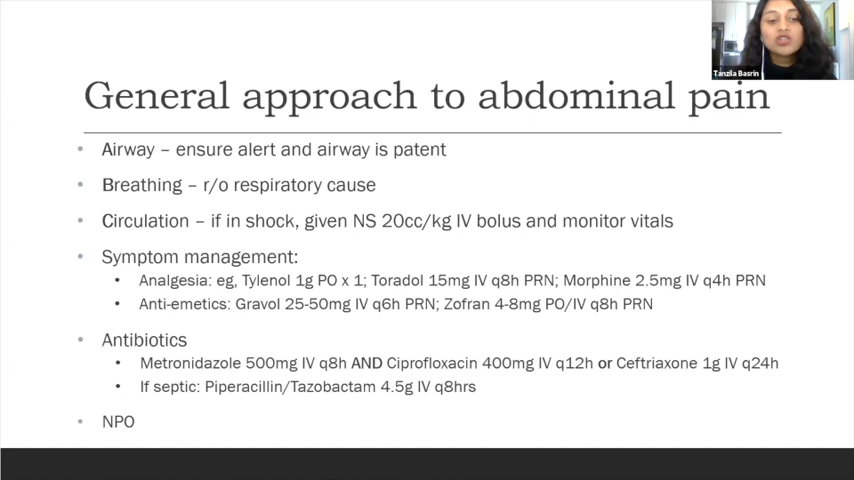 Tanzila Basrin
General approach to abdominal pain
• Airway – ensure alert and airway is patent
• Breathing – r/o respiratory cause
• Circulation – if in shock, given NS 20cc/kg IV bolus and monitor vitals
• Symptom management:
• Analgesia: eg, Tylenol 1g PO x 1; Toradol 15mg IV q8h PRN; Morphine 2.5mg IV q4h PRN
• Anti-emetics: Gravol 25-50mg IV q6h PRN; Zofran 4-8mg PO/IV q8h PRN
• Antibiotics
• Metronidazole 500mg IV q8h AND Ciprofloxacin 400mg IV q12h or Ceftriaxone 1g IV q24h
• If septic: Piperacillin/Tazobactam 4.5g IV q8hrs
• NPO